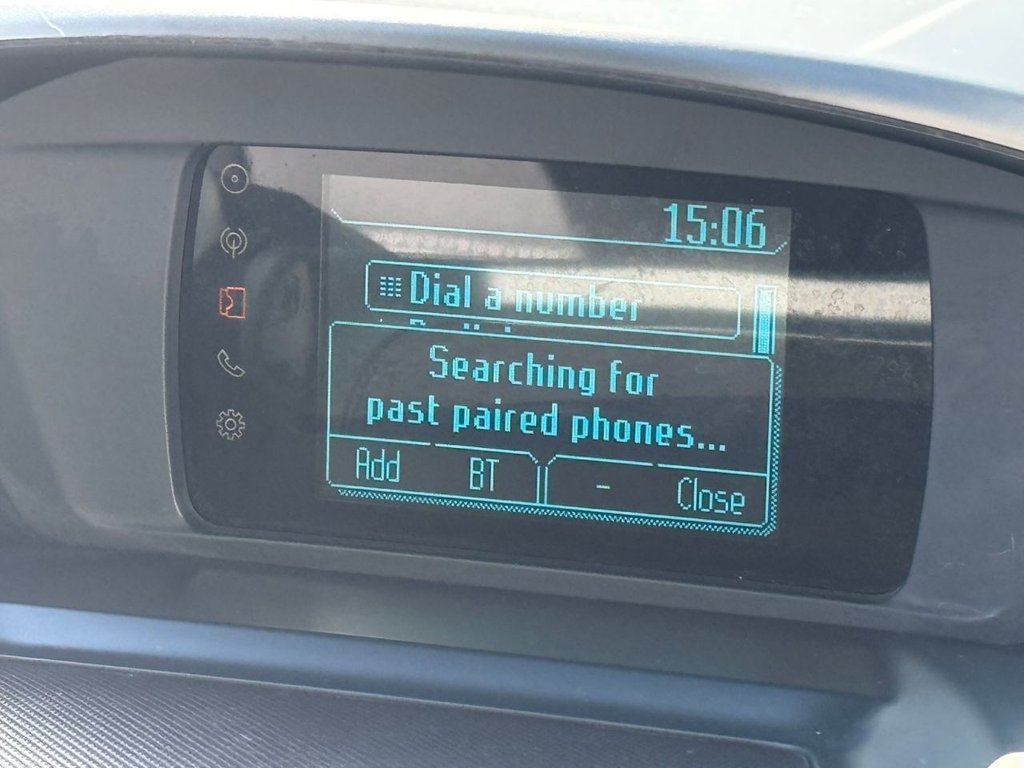 15:06
Dial a number
Searching for
past paired phones...
Add BT - Close